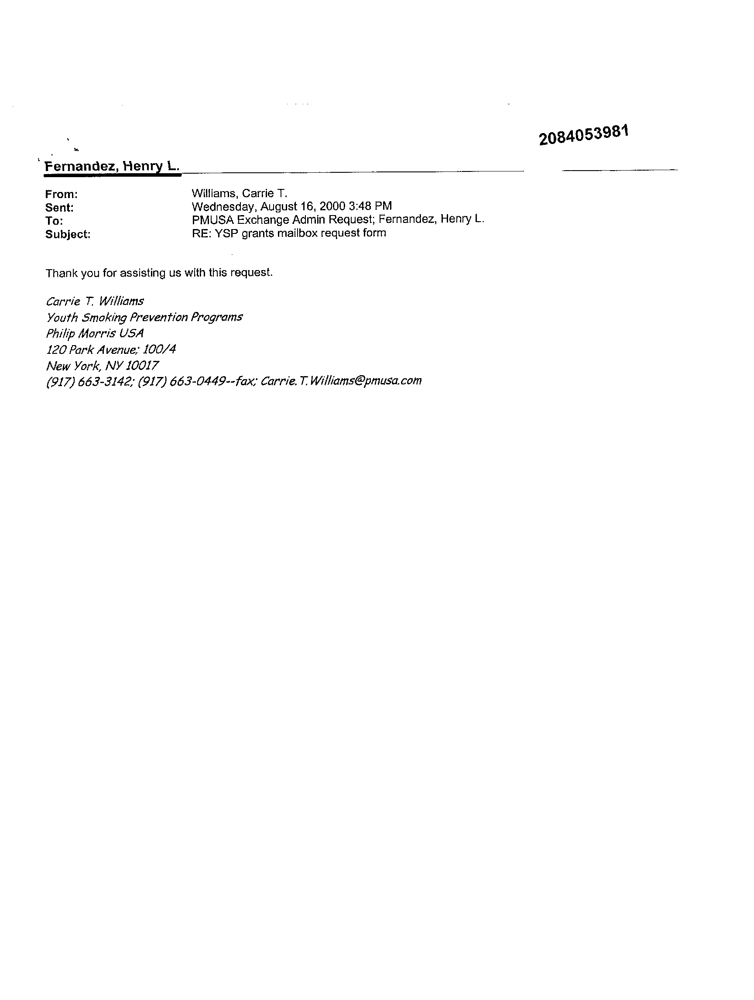 2084053981
Fernandez, Henry L.
From: Williams, Carrie T.
Sent: Wednesday, August 16, 2000 3:48 PM
To: PMUSA Exchange Admin Request; Fernandez, Henry L.
Subject: RE: YSP grants mailbox request form
Thank you for assisting us with this request.
Carrie T. Williams
Youth Smoking Prevention Programs
Philip Morris USA
120 Park Avenue; 100/4
New York, NY 10017
(917) 663-3142; (917) 663-0449--fax; Carrie.T.Williams@pmusa.com